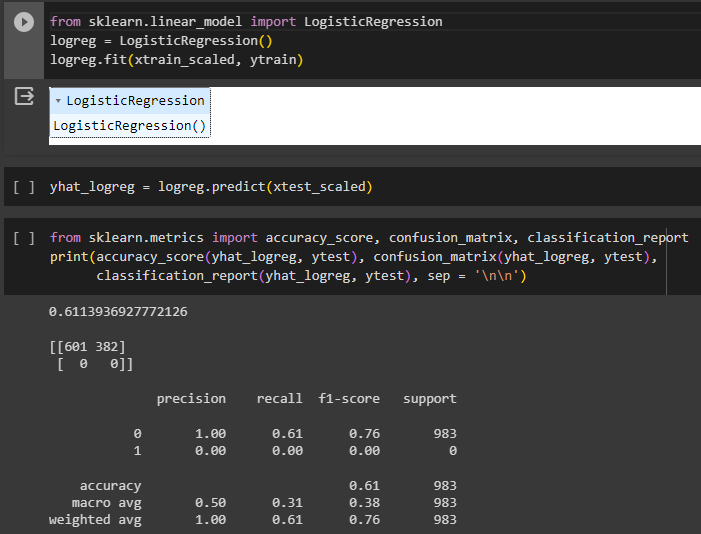 from sklearn.linear_model import LogisticRegression
logreg = LogisticRegression()
logreg.fit(xtrain_scaled, ytrain)
▾ LogisticRegression
LogisticRegression()
[ ] yhat_logreg = logreg.predict(xtest_scaled)
[ ] from sklearn.metrics import accuracy_score, confusion_matrix, classification_report
print(accuracy_score(yhat_logreg, ytest), confusion_matrix(yhat_logreg, ytest),
classification_report(yhat_logreg, ytest), sep = '\n\n')
0.6113936927772126
[[601 382]
[ 0 0]]
precision recall f1-score support
0 1.00 0.61 0.76 983
1 0.00 0.00 0.00 0
accuracy 0.61 983
macro avg 0.50 0.31 0.38 983
weighted avg 1.00 0.61 0.76 983